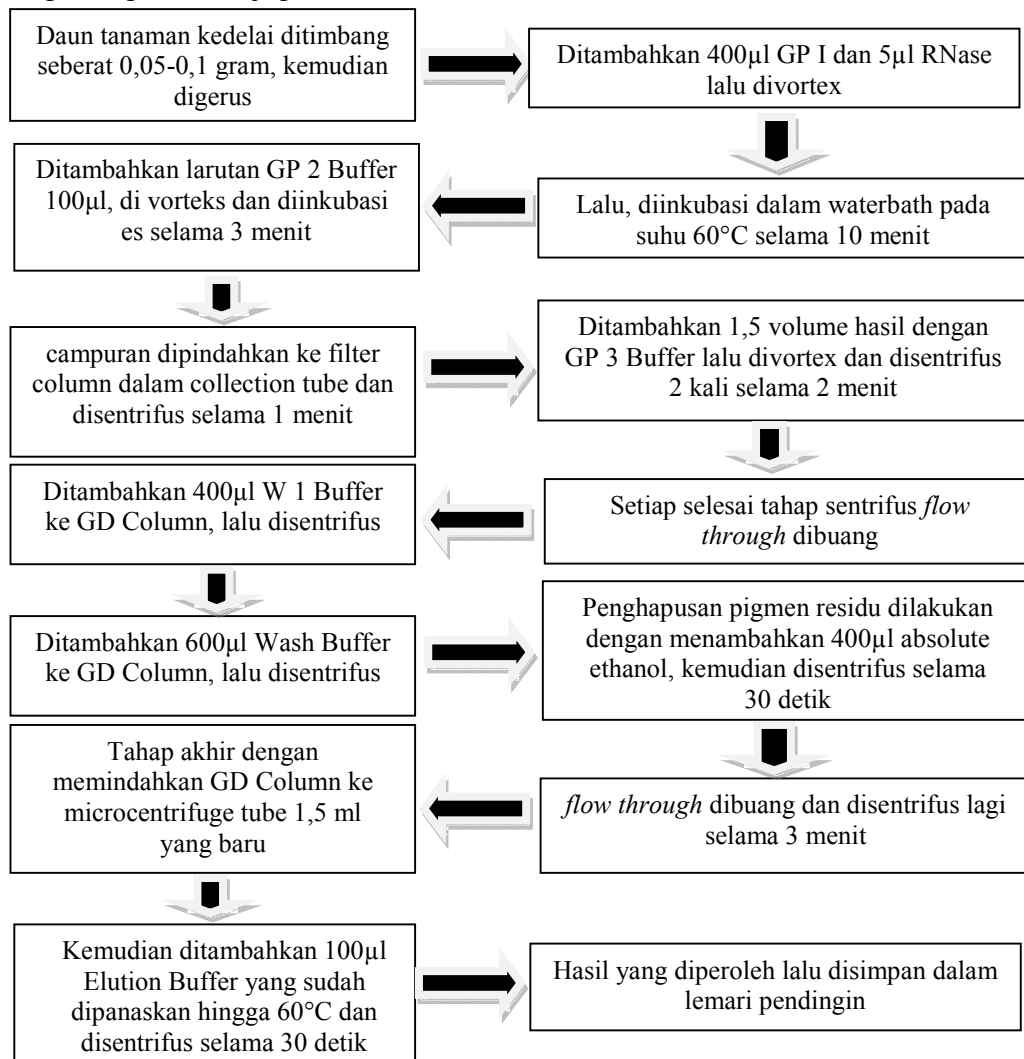 Daun tanaman kedelai ditimbang
seberat 0,05-0,1 gram, kemudian
digerus
Ditambahkan 400µl GP I dan 5µl RNase
lalu divortex
Lalu, diinkubasi dalam waterbath pada
suhu 60°C selama 10 menit
Ditambahkan larutan GP 2 Buffer
100µl, di vorteks dan diinkubasi
es selama 3 menit
campuran dipindahkan ke filter
column dalam collection tube dan
disentrifus selama 1 menit
Ditambahkan 1,5 volume hasil dengan
GP 3 Buffer lalu divortex dan disentrifus
2 kali selama 2 menit
Setiap selesai tahap sentrifus flow
through dibuang
Ditambahkan 400µl W 1 Buffer
ke GD Column, lalu disentrifus
Ditambahkan 600µl Wash Buffer
ke GD Column, lalu disentrifus
Penghapusan pigmen residu dilakukan
dengan menambahkan 400µl absolute
ethanol, kemudian disentrifus selama
30 detik
flow through dibuang dan disentrifus lagi
selama 3 menit
Tahap akhir dengan
memindahkan GD Column ke
microcentrifuge tube 1,5 ml
yang baru
Kemudian ditambahkan 100µl
Elution Buffer yang sudah
dipanaskan hingga 60°C dan
disentrifus selama 30 detik
Hasil yang diperoleh lalu disimpan dalam
lemari pendingin